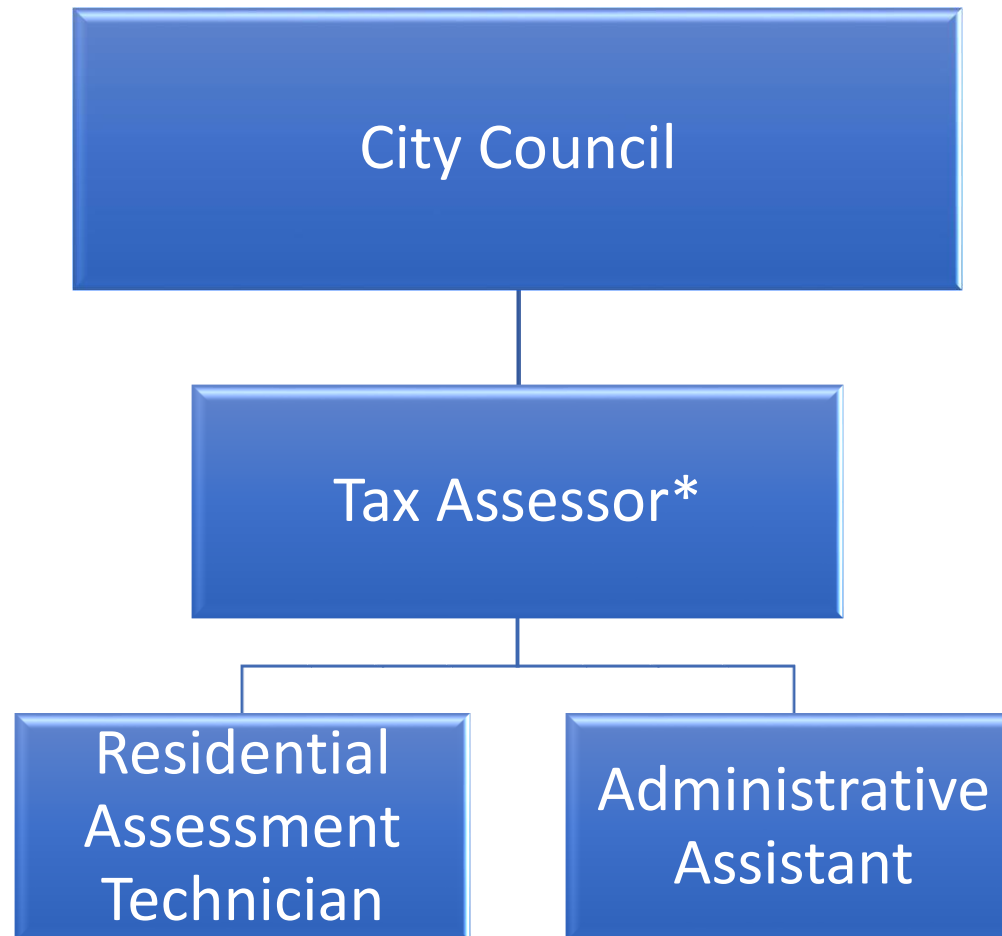 City Council
Tax Assessor*
Residential
Assessment
Technician
Administrative
Assistant